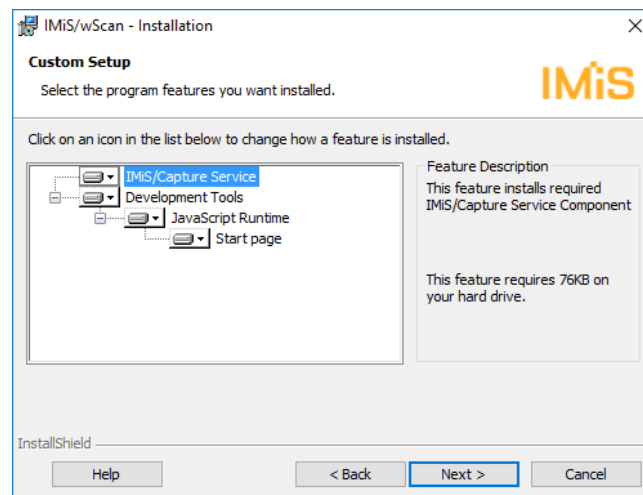 IMiS/wScan - Installation
Custom Setup
Select the program features you want installed.
IMiS
Click on an icon in the list below to change how a feature is installed.
IMiS/Capture Service
Development Tools
JavaScript Runtime
Start page
Feature Description
This feature installs required
IMiS/Capture Service Component
This feature requires 76KB on
your hard drive.
InstallShield
Help
< Back
Next >
Cancel